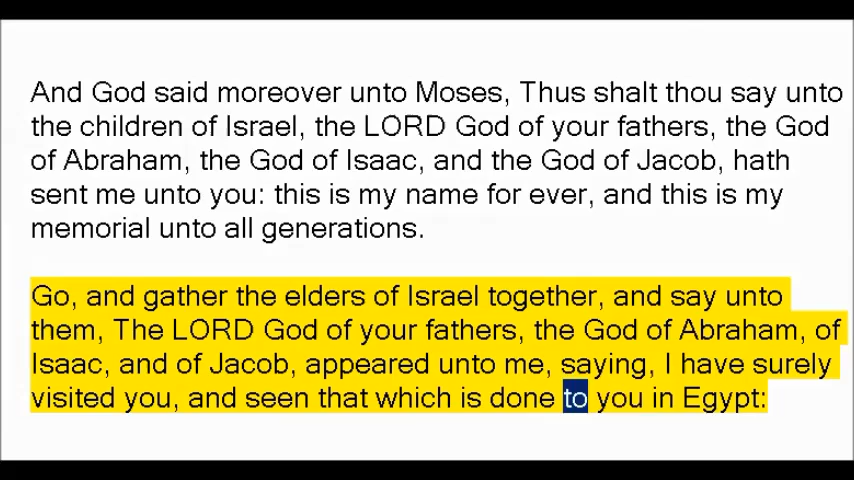 And God said moreover unto Moses, Thus shalt thou say unto
the children of Israel, the LORD God of your fathers, the God
of Abraham, the God of Isaac, and the God of Jacob, hath
sent me unto you: this is my name for ever, and this is my
memorial unto all generations.
Go, and gather the elders of Israel together, and say unto
them, The LORD God of your fathers, the God of Abraham, of
Isaac, and of Jacob, appeared unto me, saying, I have surely
visited you, and seen that which is done to you in Egypt: